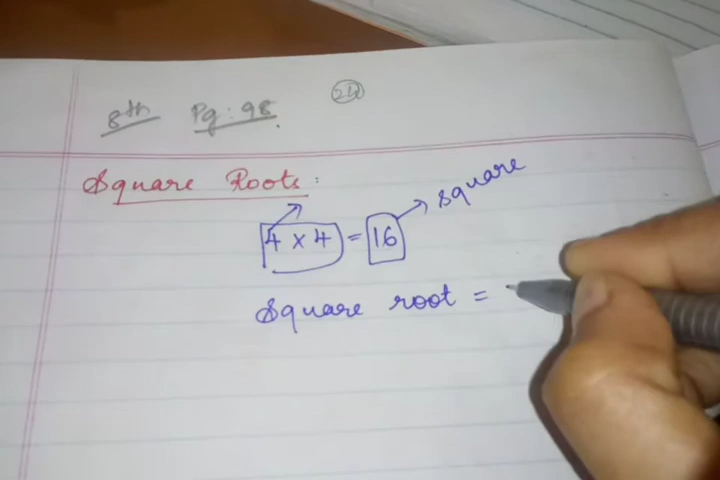 8th Pg: 98
Square Roots:
4 x 4 = 16 square
Square root =